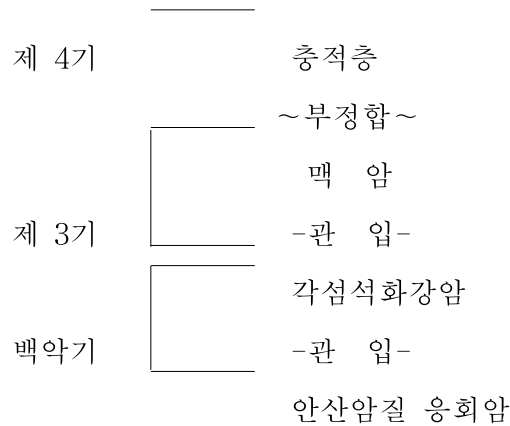 제 4기 충적층
~부정합~
맥 암
제 3기 -관 입-
각섬석화강암
백악기 -관 입-
안산암질 응회암